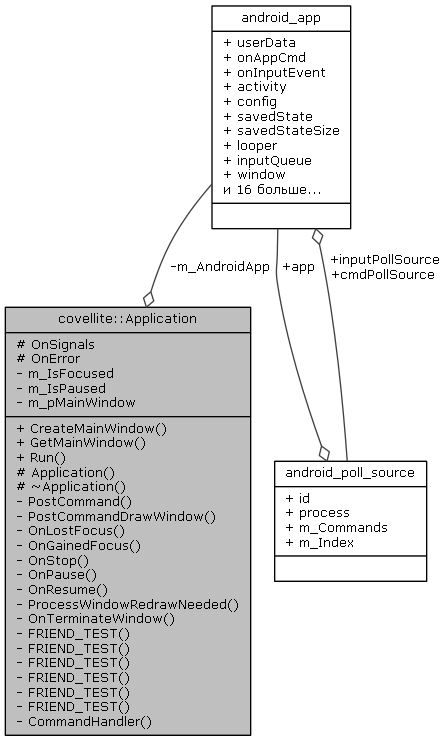 android_app
+ userData
+ onAppCmd
+ onInputEvent
+ activity
+ config
+ savedState
+ savedStateSize
+ looper
+ inputQueue
+ window
и 16 больше...
-m_AndroidApp
+app
+inputPollSource
+cmdPollSource
covellite::Application
# OnSignals
# OnError
- m_IsFocused
- m_IsPaused
- m_pMainWindow
+ CreateMainWindow()
+ GetMainWindow()
+ Run()
# Application()
# ~Application()
- PostCommand()
- PostCommandDrawWindow()
- OnLostFocus()
- OnGainedFocus()
- OnStop()
- OnPause()
- OnResume()
- ProcessWindowRedrawNeeded()
- OnTerminateWindow()
- FRIEND_TEST()
- FRIEND_TEST()
- FRIEND_TEST()
- FRIEND_TEST()
- FRIEND_TEST()
- FRIEND_TEST()
- CommandHandler()
android_poll_source
+ id
+ process
+ m_Commands
+ m_Index